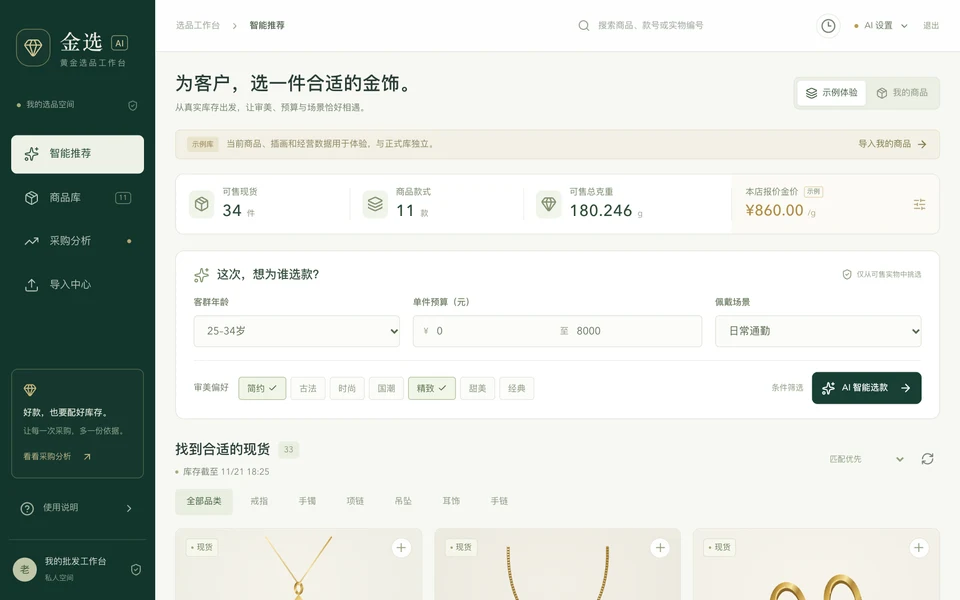 金选 AI
黄金选品工作台
我的选品空间
智能推荐
商品库 11
采购分析
导入中心
好款，也要配好库存。
让每一次采购，多一份依据。
看看采购分析
使用说明
老 我的批发工作台
私人空间
选品工作台 智能推荐
搜索商品、款号或实物编号
AI 设置
退出
为客户，选一件合适的金饰。
从真实库存出发，让审美、预算与场景恰好相遇。
示例体验
我的商品
示例库 当前商品、插画和经营数据用于体验，与正式库独立。
导入我的商品
可售现货
34 件
商品款式
11 款
可售总克重
180.246 g
本店报价金价 示例
¥860.00 /g
这次，想为谁选款？
仅从可售实物中挑选
客群年龄
25-34岁
单件预算（元）
¥ 0 至 8000
佩戴场景
日常通勤
审美偏好 简约 古法 时尚 国潮 精致 甜美 经典
条件筛选
AI 智能选款
找到合适的现货 33
库存截至 11/21 18:25
匹配优先
全部品类 戒指 手镯 项链 吊坠 耳饰 手链
现货
现货
现货